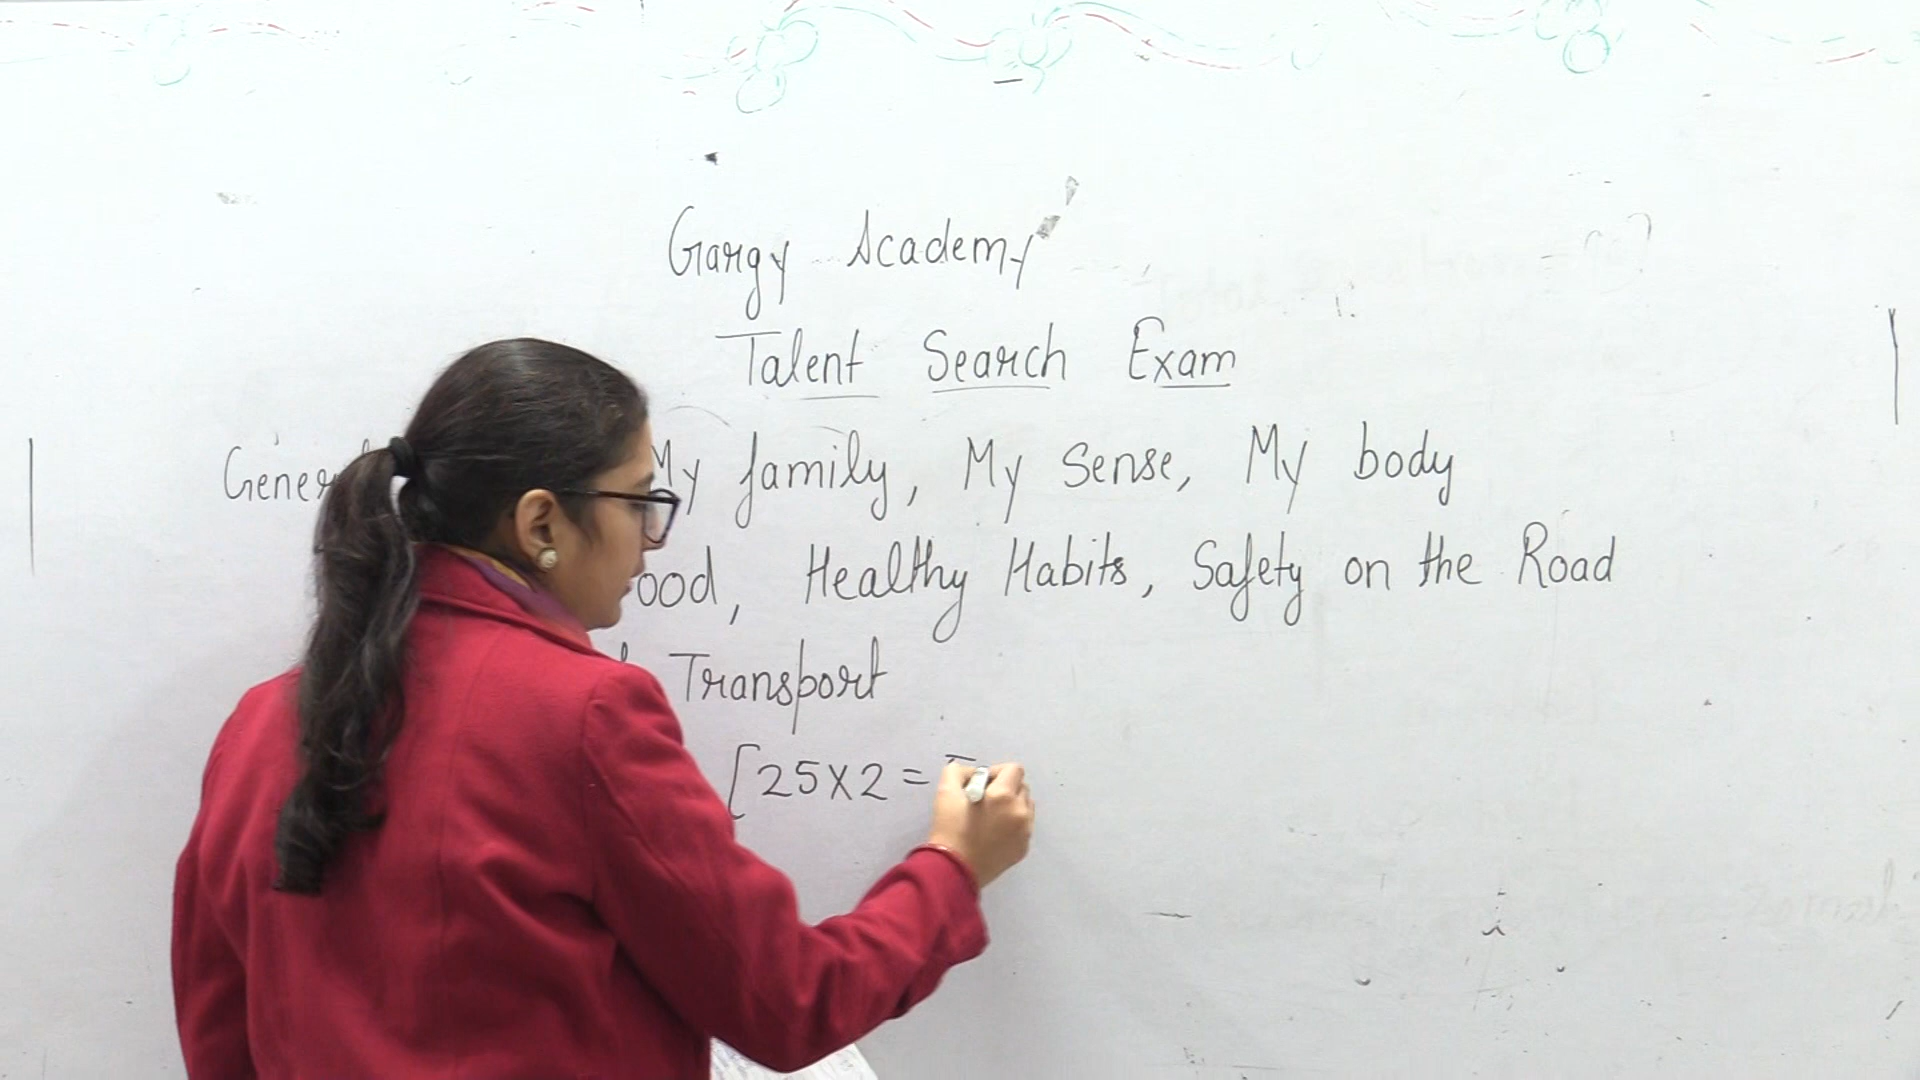 Gargy Academy
Talent Search Exam
My family, My Sense, My body
Healthy Habits, Safety on the Road
Transport
[25x2 =